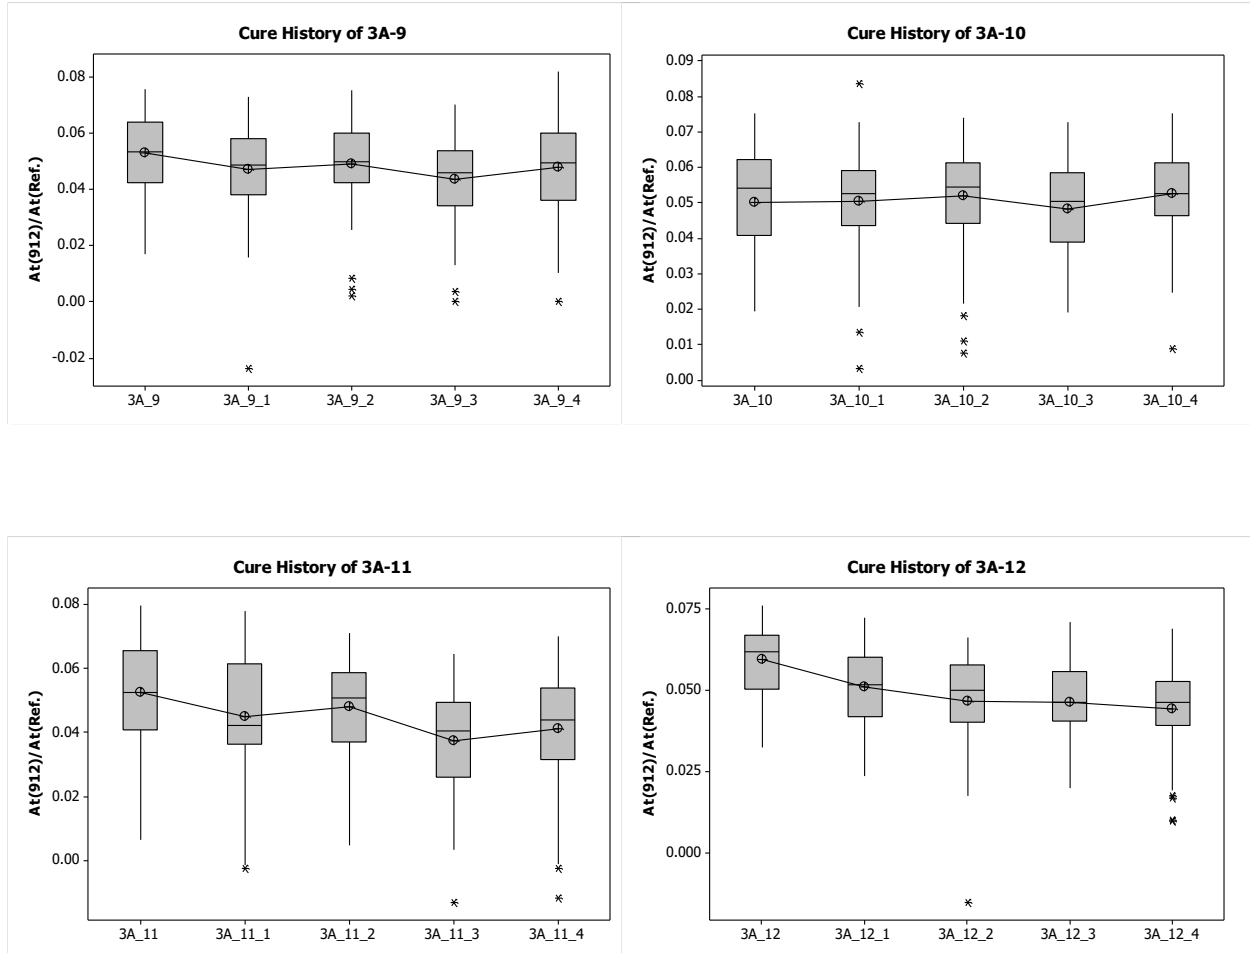 Cure History of 3A-9
At(912)/At(Ref.)
0.08
0.06
0.04
0.02
0.00
-0.02
3A_9 3A_9_1 3A_9_2 3A_9_3 3A_9_4
Cure History of 3A-10
At(912)/At(Ref.)
0.09
0.08
0.07
0.06
0.05
0.04
0.03
0.02
0.01
0.00
3A_10 3A_10_1 3A_10_2 3A_10_3 3A_10_4
Cure History of 3A-11
At(912)/At(Ref.)
0.08
0.06
0.04
0.02
0.00
3A_11 3A_11_1 3A_11_2 3A_11_3 3A_11_4
Cure History of 3A-12
At(912)/At(Ref.)
0.075
0.050
0.025
0.000
3A_12 3A_12_1 3A_12_2 3A_12_3 3A_12_4